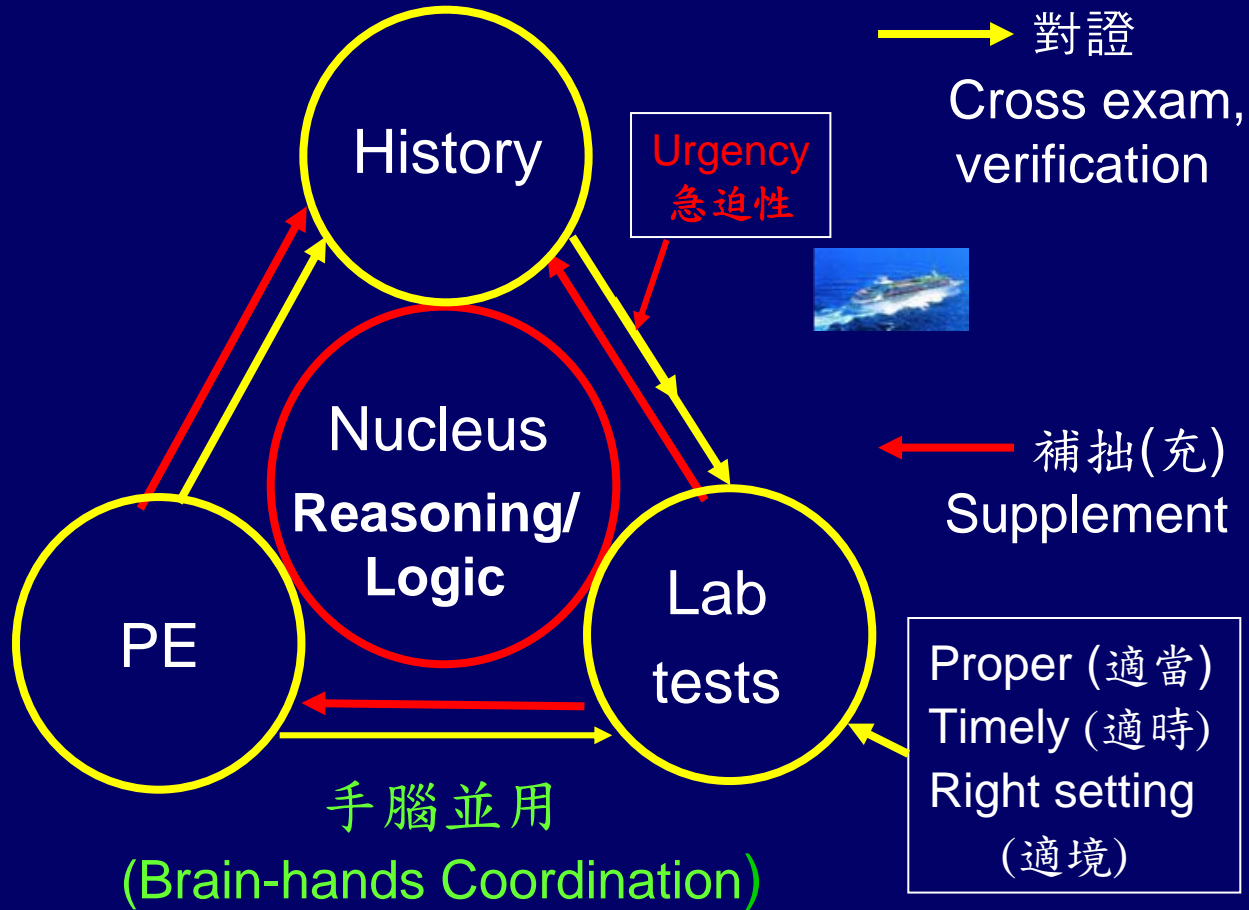 對證
Cross exam,
verification
History
Urgency
急迫性
Nucleus
Reasoning/
Logic
補拙(充)
Supplement
PE
Lab
tests
Proper (適當)
Timely (適時)
Right setting
(適境)
手腦並用
(Brain-hands Coordination)